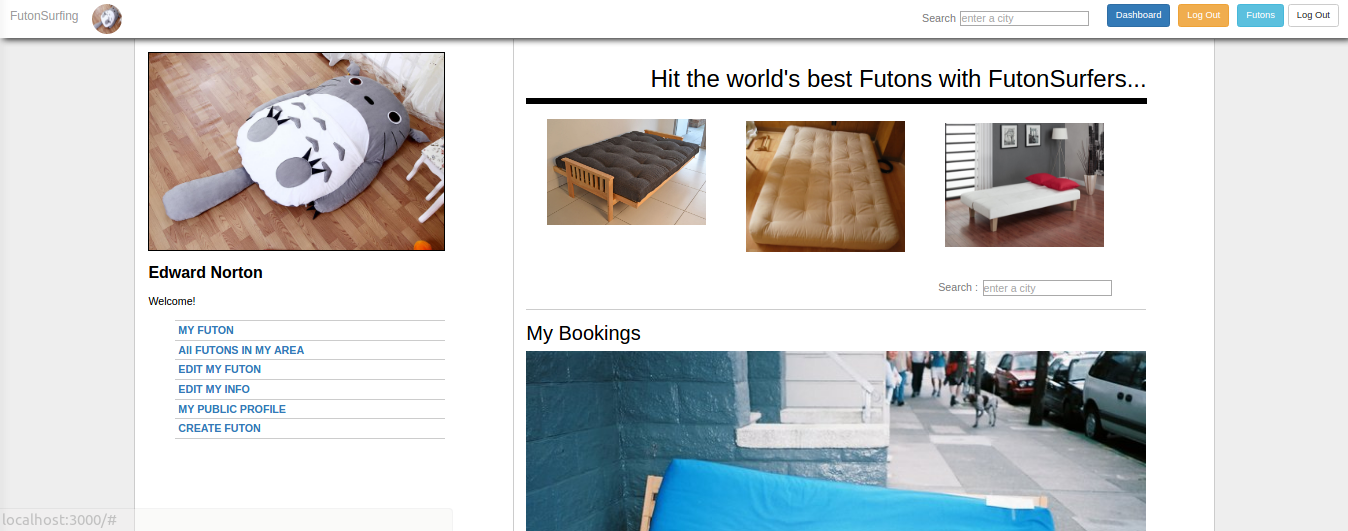 FutonSurfing
Search enter a city Dashboard Log Out Futons Log Out
Edward Norton
Welcome!
MY FUTON
All FUTONS IN MY AREA
EDIT MY FUTON
EDIT MY INFO
MY PUBLIC PROFILE
CREATE FUTON
Hit the world's best Futons with FutonSurfers...
Search : enter a city
My Bookings
localhost:3000/#